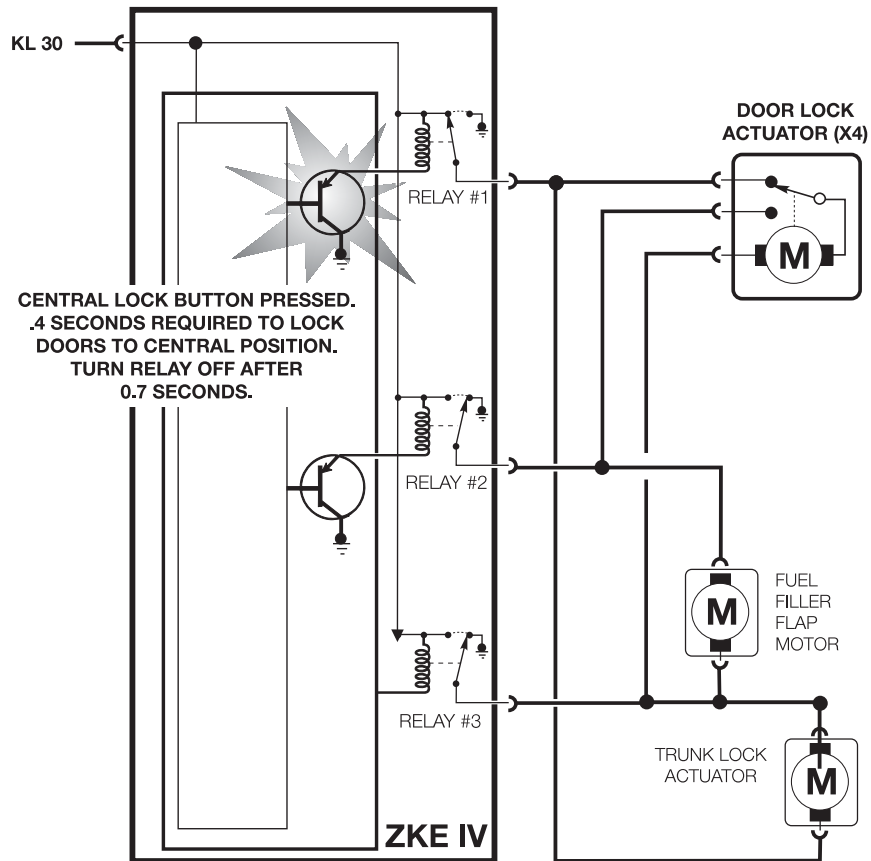 KL 30
DOOR LOCK
ACTUATOR (X4)
RELAY #1
M
CENTRAL LOCK BUTTON PRESSED.
.4 SECONDS REQUIRED TO LOCK
DOORS TO CENTRAL POSITION.
TURN RELAY OFF AFTER
0.7 SECONDS.
RELAY #2
M
FUEL
FILLER
FLAP
MOTOR
RELAY #3
TRUNK LOCK
ACTUATOR
M
ZKE IV